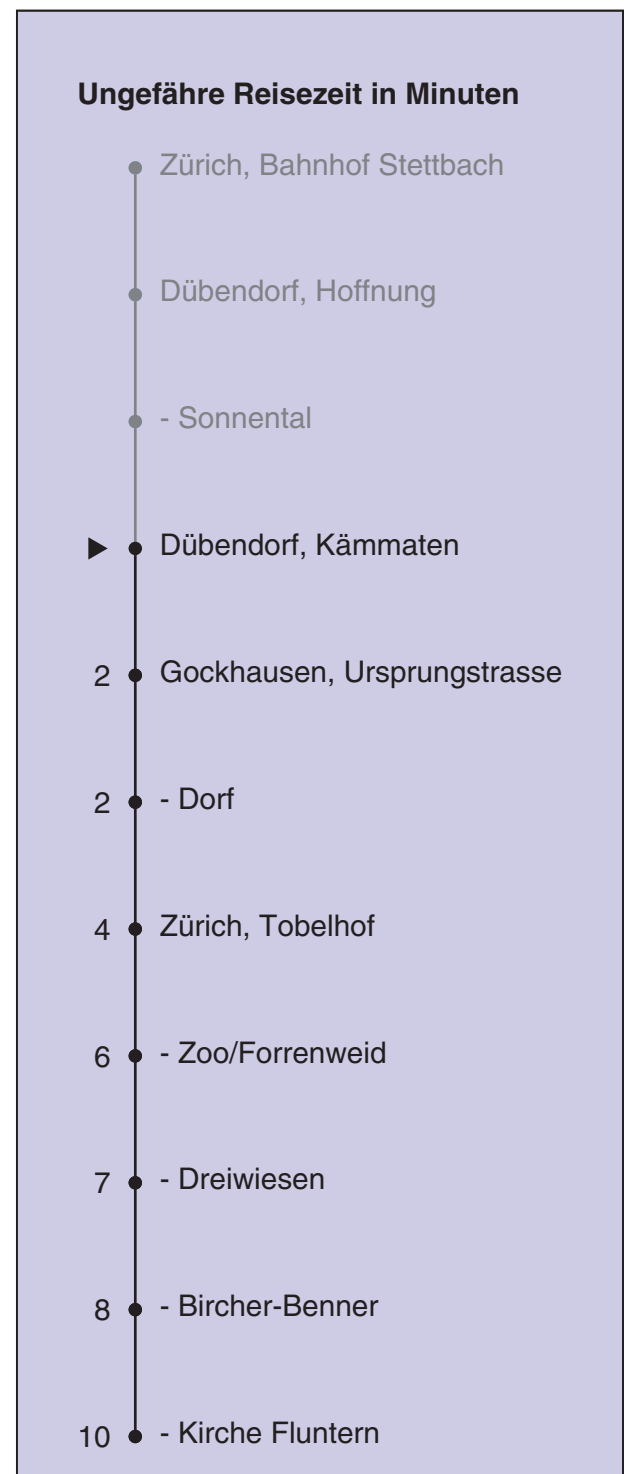 Ungefähre Reisezeit in Minuten
Zürich, Bahnhof Stettbach
Dübendorf, Hoffnung
- Sonnental
Dübendorf, Kämmaten
2 Gockhausen, Ursprungstrasse
2 - Dorf
4 Zürich, Tobelhof
6 - Zoo/Forrenweid
7 - Dreiwiesen
8 - Bircher-Benner
10 - Kirche Fluntern